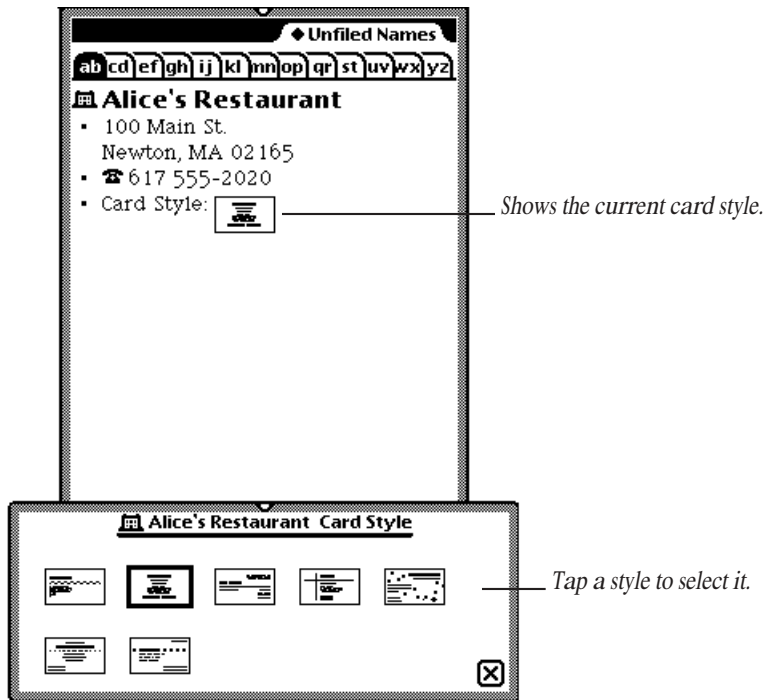 ◆Unfiled Names
ab cd ef gh ij kl mn op qr st uv wx yz
Alice's Restaurant
• 100 Main St.
Newton, MA 02165
• ☎ 617 555-2020
• Card Style:
Shows the current card style.
Alice's Restaurant Card Style
Tap a style to select it.